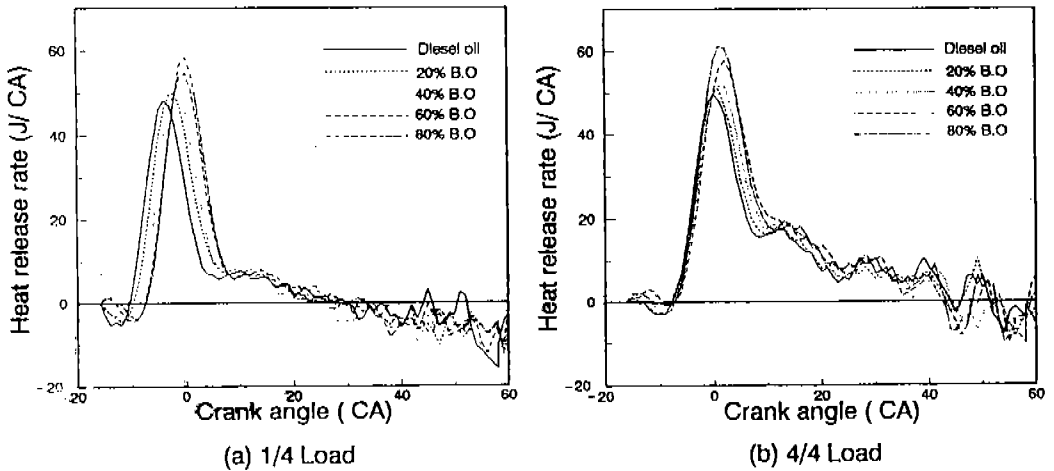 Heat release rate (J/ CA)
60
40
20
0
-20
Diesel oil
20% B.O
40% B.O
60% B.O
80% B.O
-20
0
20
40
60
Crank angle ( CA)
(a) 1/4 Load
Heat release rate (J/ CA)
60
40
20
0
-20
Diesel oil
20% B.O
40% B.O
60% B.O
80% B.O
-20
0
20
40
60
Crank angle ( CA)
(b) 4/4 Load